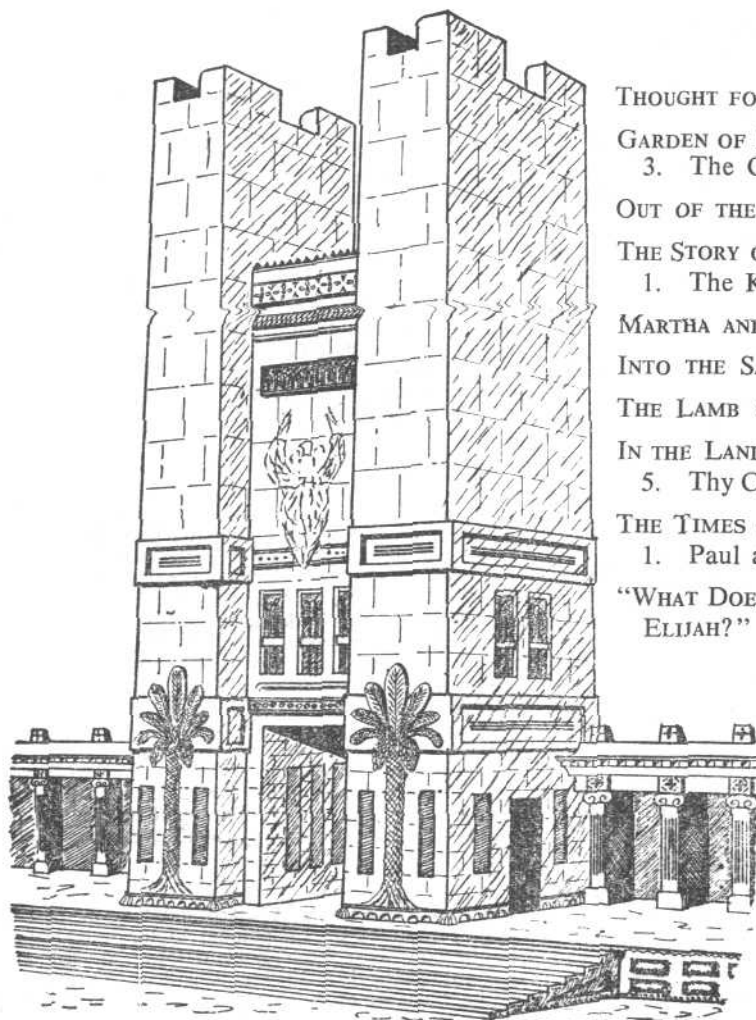 THOUGHT FO
GARDEN OF
3. The
OUT OF THE
THE STORY
1. The K
MARTHA AN
INTO THE
THE LAMB
IN THE LAN
5. Thy
THE TIMES
1. Paul a
"WHAT DOE
ELIJAH?"